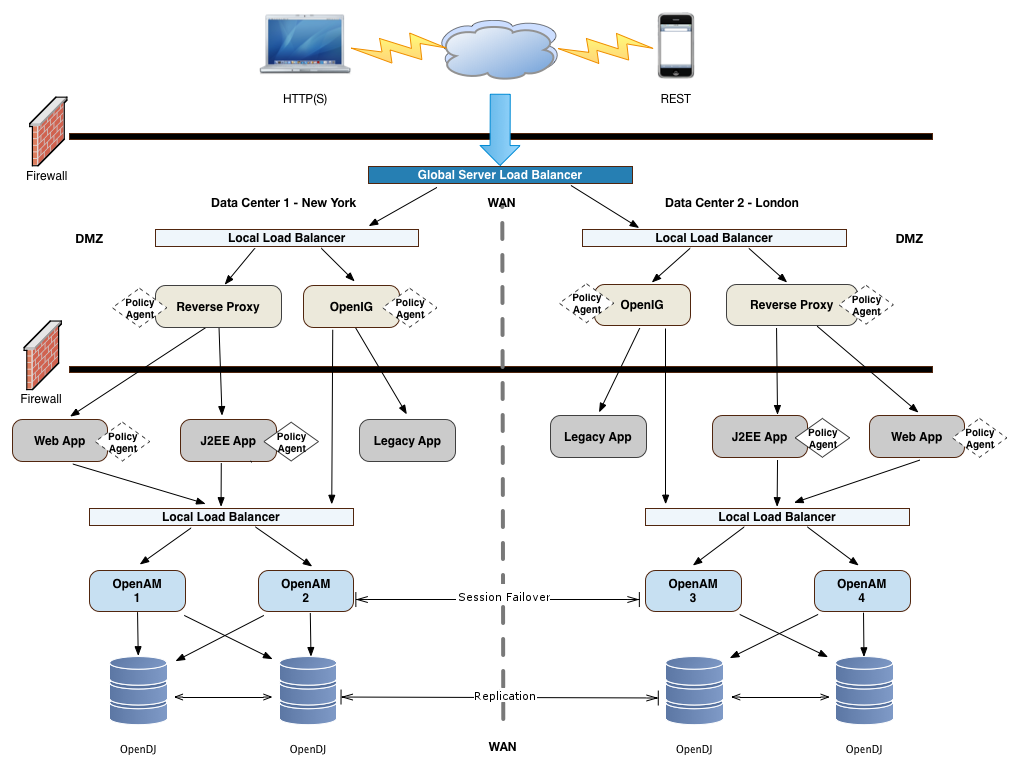 HTTP(S)
REST
Firewall
Global Server Load Balancer
Data Center 1 - New York
WAN
Data Center 2 - London
DMZ
Local Load Balancer
Local Load Balancer
DMZ
Policy
Agent
Reverse Proxy
OpenIG
Policy
Agent
Policy
Agent
OpenIG
Reverse Proxy
Policy
Agent
Firewall
Web App
Policy
Agent
J2EE App
Policy
Agent
Legacy App
Legacy App
J2EE App
Policy
Agent
Web App
Policy
Agent
Local Load Balancer
Local Load Balancer
OpenAM
1
OpenAM
2
Session Failover
OpenAM
3
OpenAM
4
Replication
OpenDJ
OpenDJ
WAN
OpenDJ
OpenDJ